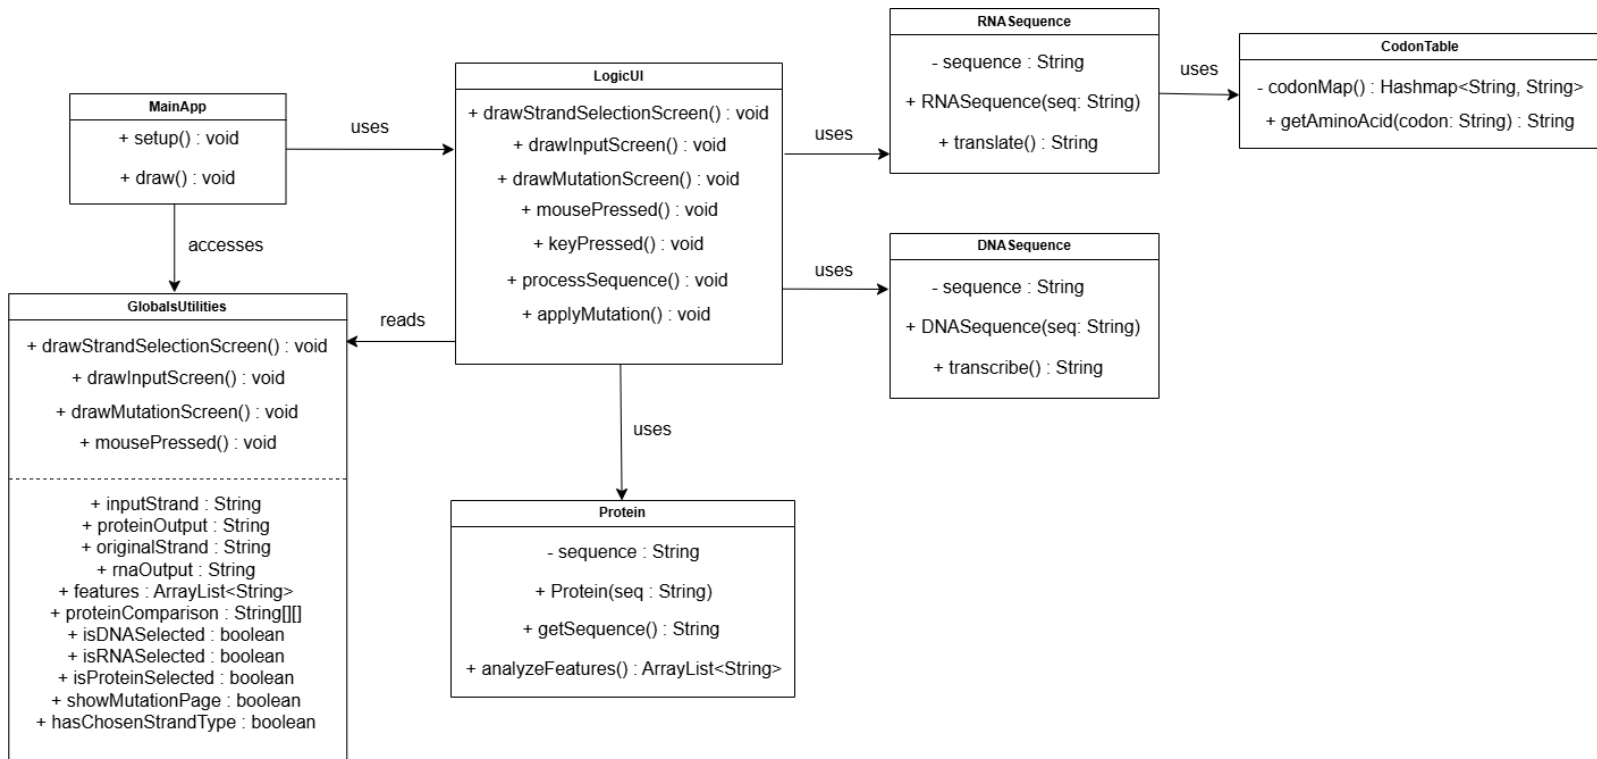 MainApp
+ setup() : void
+ draw() : void
uses
accesses
GlobalsUtilities
+ drawStrandSelectionScreen() : void
+ drawInputScreen() : void
+ drawMutationScreen() : void
+ mousePressed() : void
+ inputStrand : String
+ proteinOutput : String
+ originalStrand : String
+ rnaOutput : String
+ features : ArrayList<String>
+ proteinComparison : String[][]
+ isDNASelected : boolean
+ isRNASelected : boolean
+ isProteinSelected : boolean
+ showMutationPage : boolean
+ hasChosenStrandType : boolean
reads
LogicUI
+ drawStrandSelectionScreen() : void
+ drawInputScreen() : void
+ drawMutationScreen() : void
+ mousePressed() : void
+ keyPressed() : void
+ processSequence() : void
+ applyMutation() : void
uses
Protein
- sequence : String
+ Protein(seq : String)
+ getSequence() : String
+ analyzeFeatures() : ArrayList<String>
uses
RNASequence
- sequence : String
+ RNASequence(seq: String)
+ translate() : String
uses
CodonTable
- codonMap() : Hashmap<String, String>
+ getAminoAcid(codon: String) : String
uses
DNASequence
- sequence : String
+ DNASequence(seq: String)
+ transcribe() : String